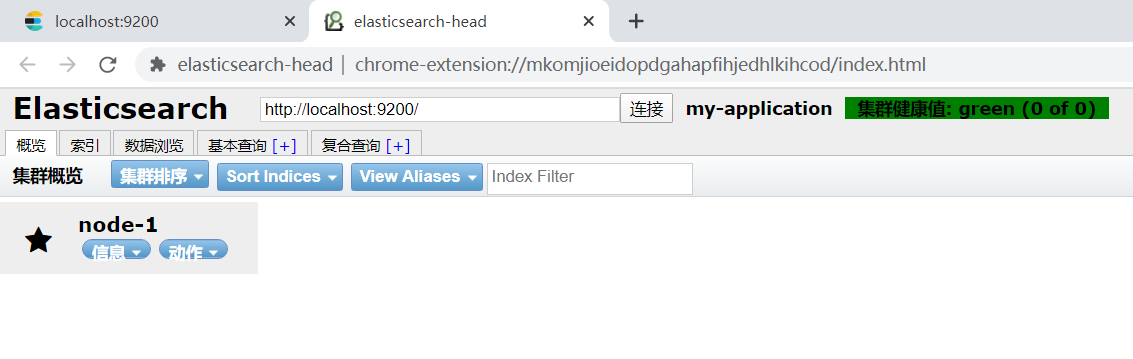 localhost:9200 elasticsearch-head
elasticsearch-head | chrome-extension://mkomjioeidopdgahapfihjedhlkihcod/index.html
Elasticsearch http://localhost:9200/ 连接 my-application 集群健康值: green (0 of 0)
概览 索引 数据浏览 基本查询 [+] 复合查询 [+]
集群概览 集群排序 Sort Indices View Aliases Index Filter
node-1
信息 动作